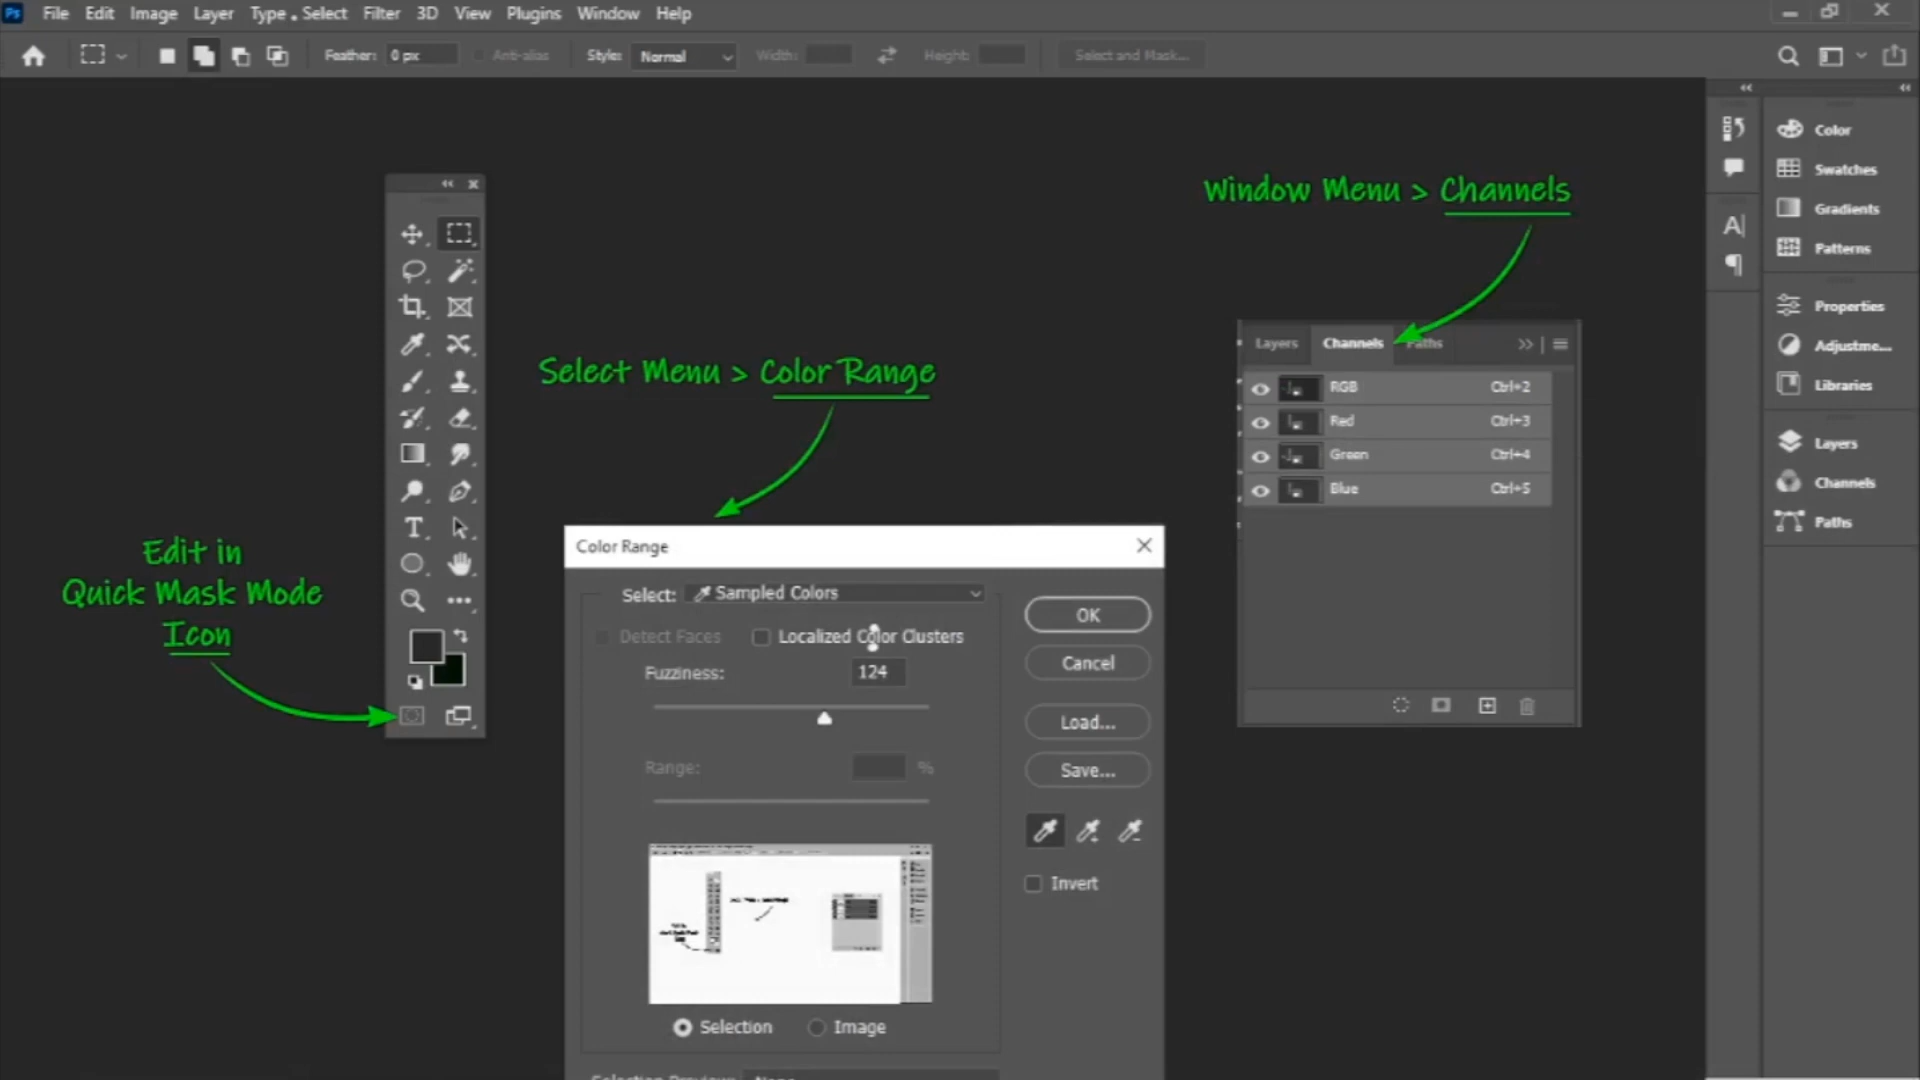 Ps File Edit Image Layer Type Select Filter 3D View Plugins Window Help
Feather: 0 px Anti-alias Style: Normal Width: Height: Select and Mask...
Color
Swatches
Gradients
Patterns
Properties
Adjustme...
Libraries
Layers
Channels
Paths
Window Menu > Channels
Layers Channels Paths
RGB Ctrl+2
Red Ctrl+3
Green Ctrl+4
Blue Ctrl+5
Select Menu > Color Range
Edit in
Quick Mask Mode
Icon
Color Range
Select: Sampled Colors
Detect Faces Localized Color Clusters
Fuzziness: 124
Range: %
OK
Cancel
Load...
Save...
Invert
Selection Image
Selection Preview: None